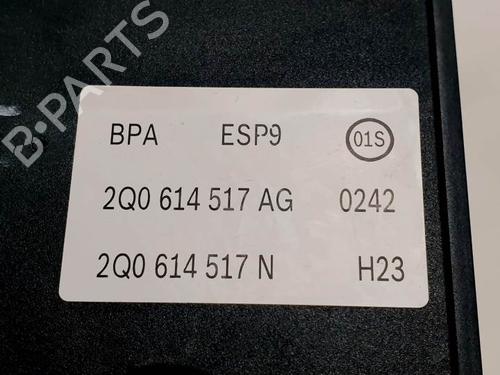 B-PARTS
BPA ESP9 01S
2Q0 614 517 AG 0242
2Q0 614 517 N H23